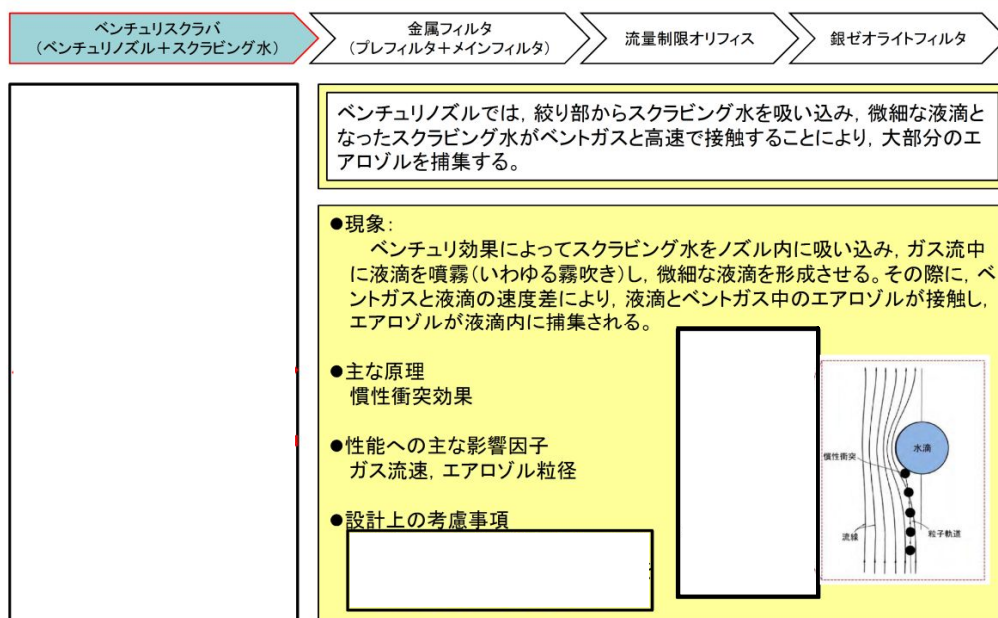 ベンチュリスクラバ
(ベンチュリノズル+スクラビング水)
金属フィルタ
(プレフィルタ+メインフィルタ)
流量制限オリフィス
銀ゼオライトフィルタ
ベンチュリノズルでは,絞り部からスクラビング水を吸い込み,微細な液滴と
なったスクラビング水がベントガスと高速で接触することにより,大部分のエ
アロゾルを捕集する。
●現象:
ベンチュリ効果によってスクラビング水をノズル内に吸い込み,ガス流中
に液滴を噴霧(いわゆる霧吹き)し,微細な液滴を形成させる。その際に,ベ
ントガスと液滴の速度差により,液滴とベントガス中のエアロゾルが接触し,
エアロゾルが液滴内に捕集される。
●主な原理
慣性衝突効果
●性能への主な影響因子
ガス流速,エアロゾル粒径
●設計上の考慮事項
水滴
慣性衝突
流線
粒子軌道